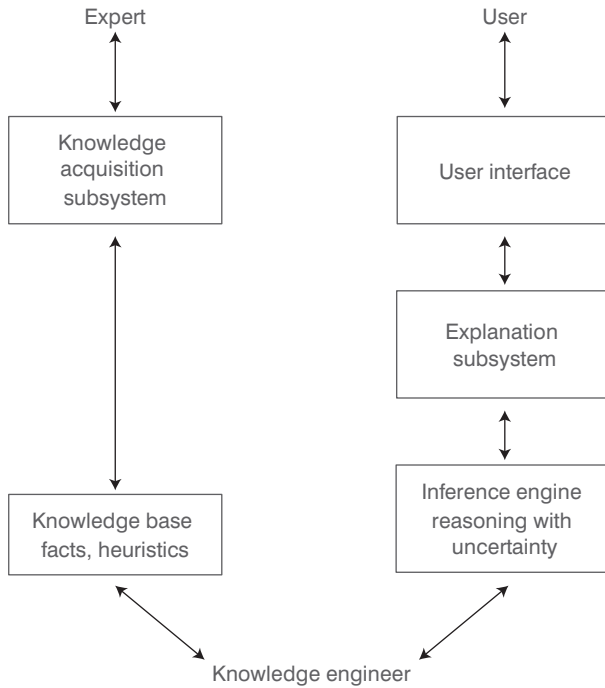 Expert
User
Knowledge
acquisition
subsystem
User interface
Explanation
subsystem
Knowledge base
facts, heuristics
Inference engine
reasoning with
uncertainty
Knowledge engineer